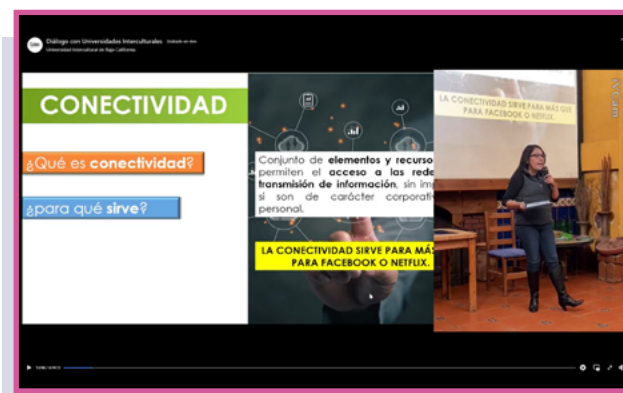 Diálogo con Universidades Interculturales
Universidad Intercultural de Baja California
CONECTIVIDAD
¿Qué es conectividad?
¿para qué sirve?
Conjunto de elementos y recurso
permiten el acceso a las rede
transmisión de información, sin im
si son de carácter corporati
personal.
LA CONECTIVIDAD SIRVE PARA MÁS
PARA FACEBOOK O NETFLIX.
LA CONECTIVIDAD SIRVE PARA MÁS QUE
PARA FACEBOOK O NETFLIX.